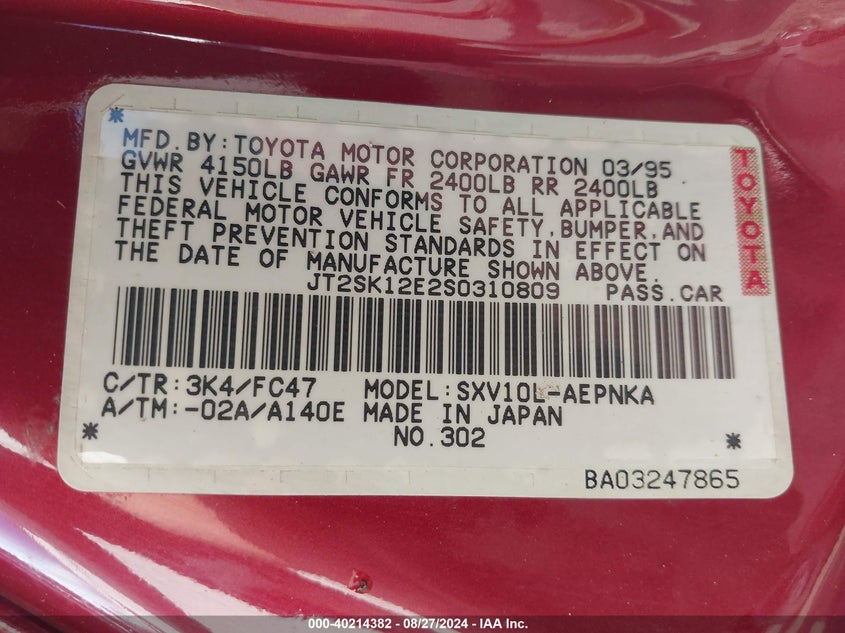 MFD.BY:TOYOTA MOTOR CORPORATION 03/95
GVWR 4150LB GAWR FR 2400LB RR 2400LB
THIS VEHICLE CONFORMS TO ALL APPLICABLE
FEDERAL MOTOR VEHICLE SAFETY,BUMPER,AND
THEFT PREVENTION STANDARDS IN EFFECT ON
THE DATE OF MANUFACTURE SHOWN ABOVE.
JT2SK12E2S0310809 PASS.CAR
TOYOTA
C/TR:3K4/FC47 MODEL:SXV10L-AEPNKA
A/TM:-02A/A140E MADE IN JAPAN
NO.302
BA03247865
000-40214382 - 08/27/2024 - IAA Inc.